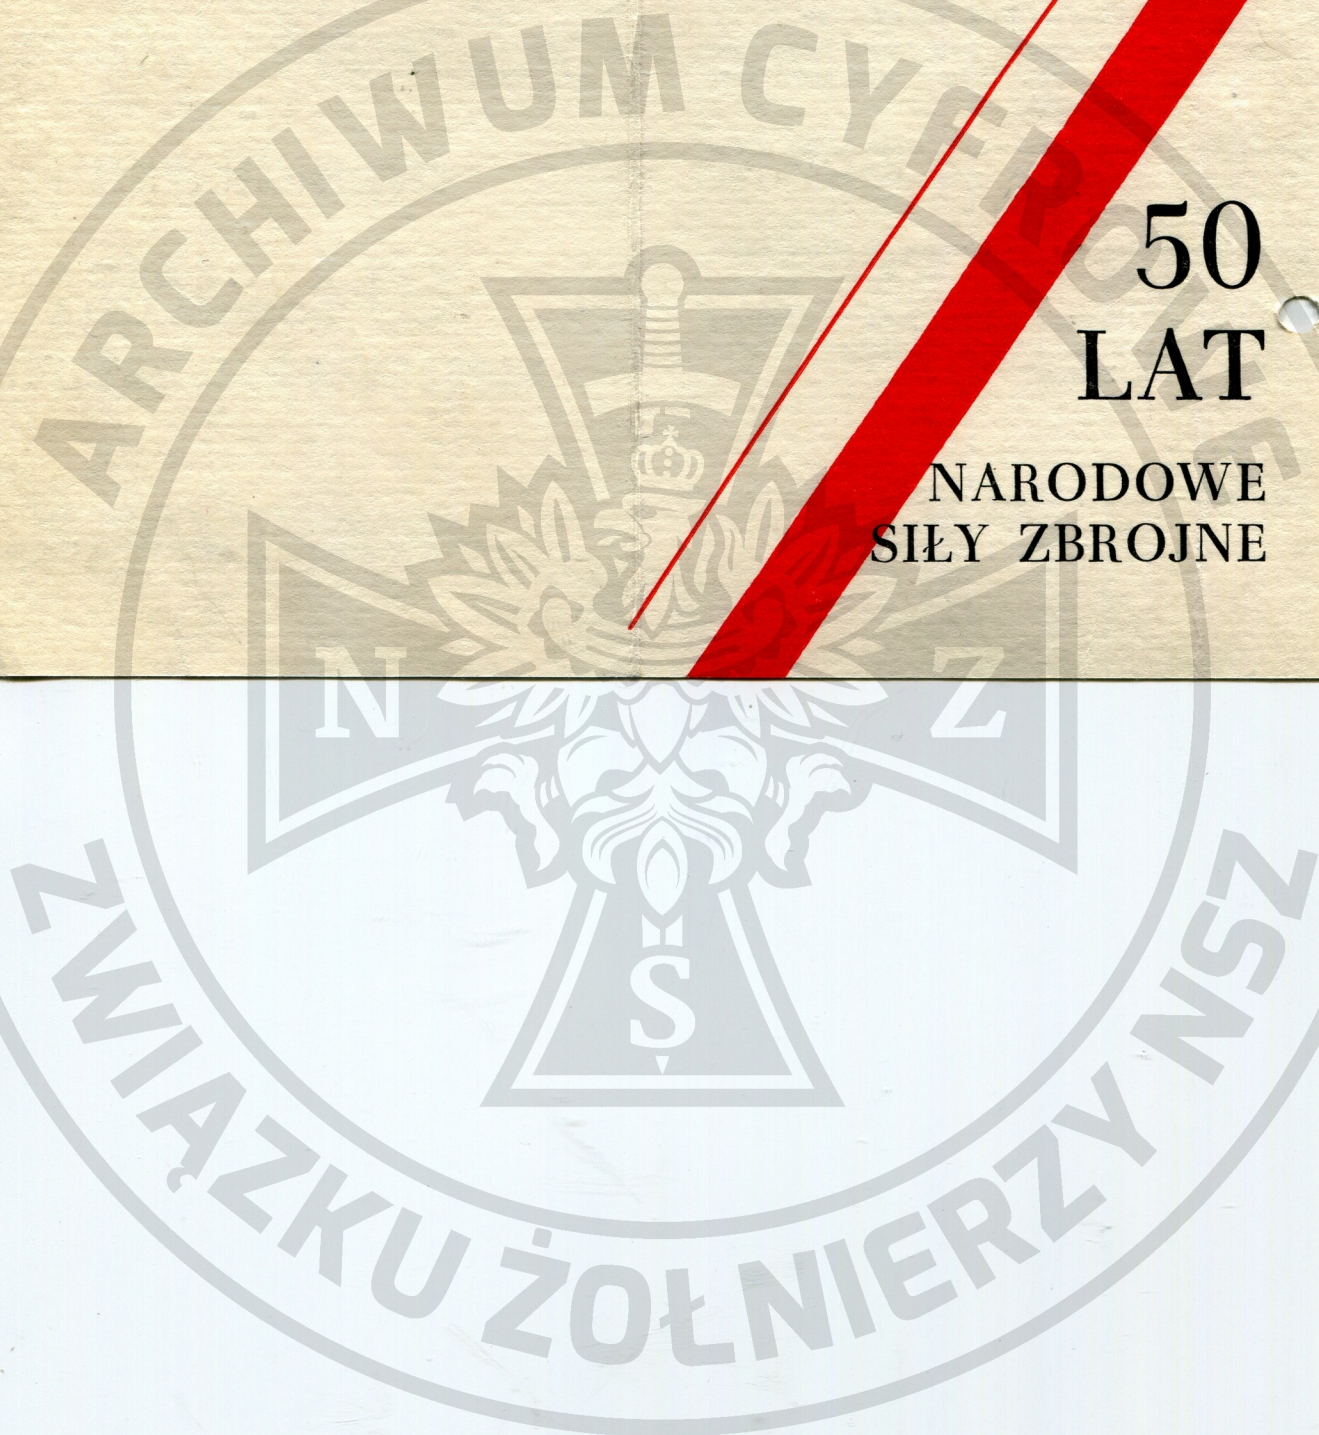 ARCHIWUM CYFROWE
50
LAT
NARODOWE
SIŁY ZBROJNE
N Z
S
ZWIĄZKU ŻOŁNIERZY NSZ